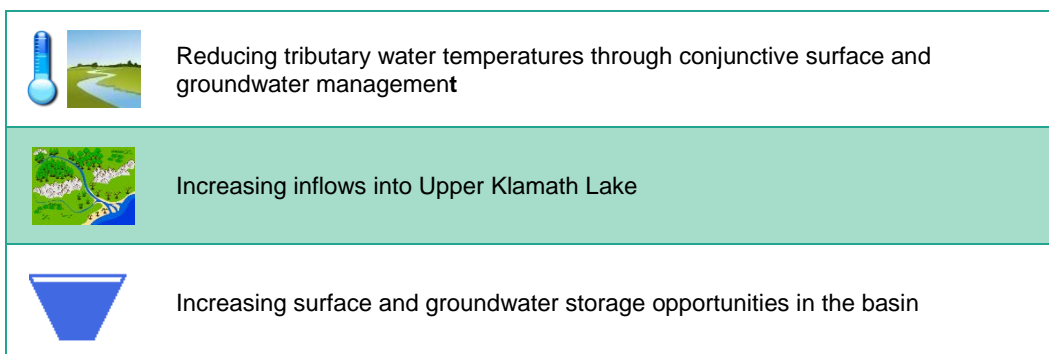 Reducing tributary water temperatures through conjunctive surface and
groundwater management
Increasing inflows into Upper Klamath Lake
Increasing surface and groundwater storage opportunities in the basin